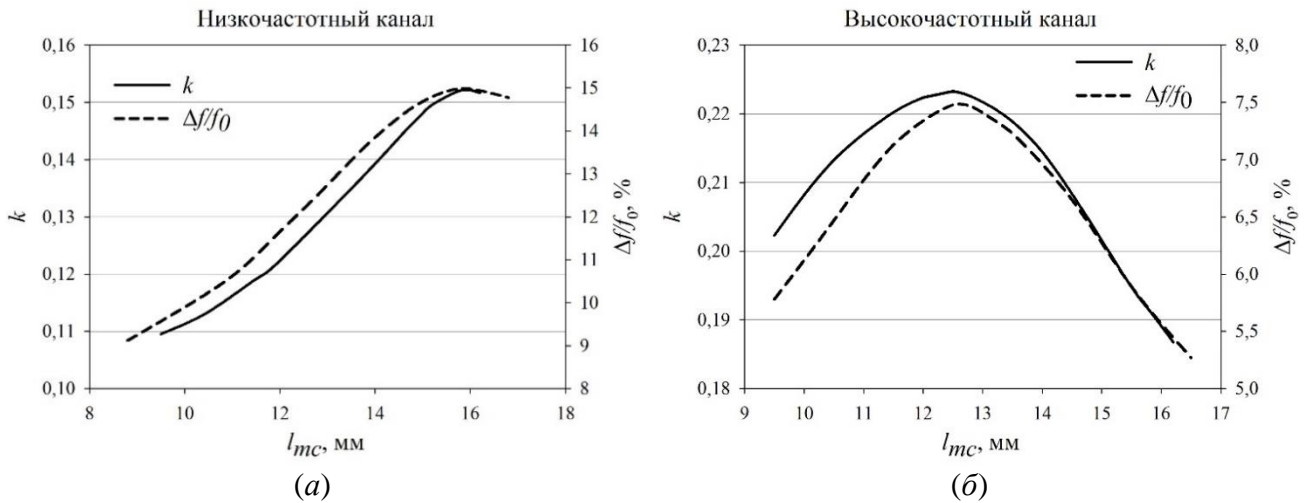 Низкочастотный канал
0,16
0,15
0,14
0,13
0,12
0,11
0,10
k
k
Δf/f0
16
15
14
13
12
11
10
9
8
Δf/f0, %
8 10 12 14 16 18
lmc, мм
(а)
Высокочастотный канал
0,23
0,22
0,21
0,20
0,19
0,18
k
k
Δf/f0
8,0
7,5
7,0
6,5
6,0
5,5
5,0
Δf/f0, %
9 10 11 12 13 14 15 16 17
lmc, мм
(б)